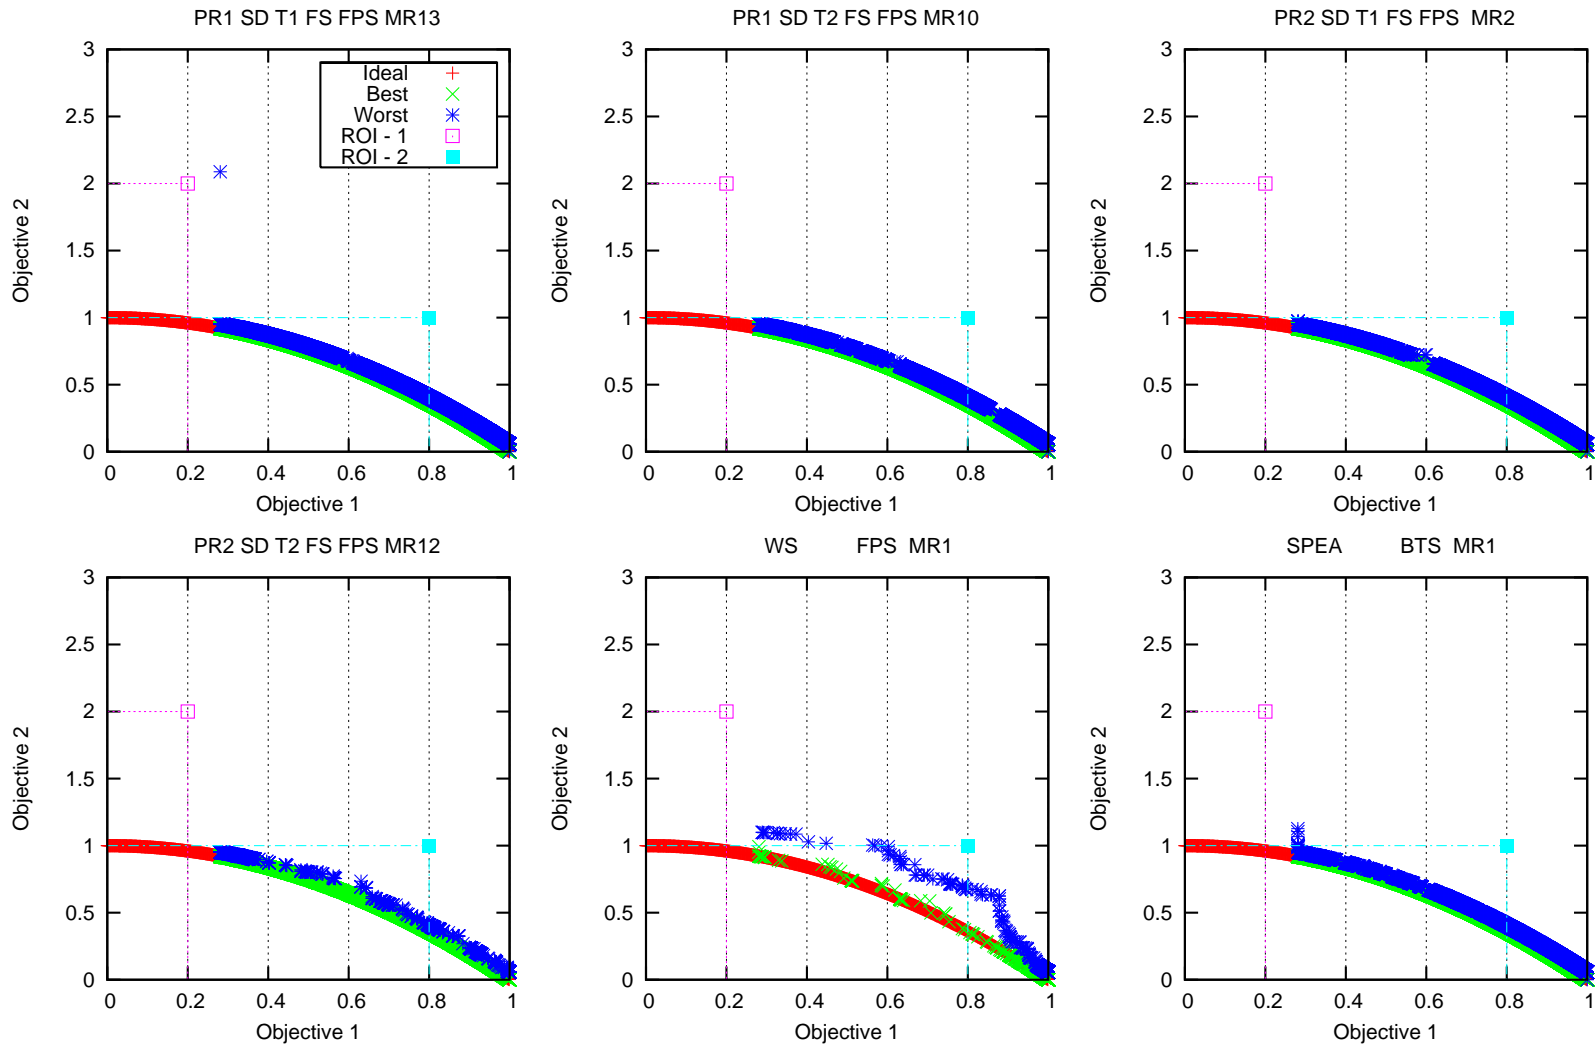 PR1 SD T1 FS FPS MR13
3
2.5
2
1.5
1
0.5
0
0 0.2 0.4 0.6 0.8 1
Objective 2
Objective 1
Ideal
Best
Worst
ROI - 1
ROI - 2
PR1 SD T2 FS FPS MR10
3
2.5
2
1.5
1
0.5
0
0 0.2 0.4 0.6 0.8 1
Objective 2
Objective 1
PR2 SD T1 FS FPS MR2
3
2.5
2
1.5
1
0.5
0
0 0.2 0.4 0.6 0.8 1
Objective 2
Objective 1
PR2 SD T2 FS FPS MR12
3
2.5
2
1.5
1
0.5
0
0 0.2 0.4 0.6 0.8 1
Objective 2
Objective 1
WS FPS MR1
3
2.5
2
1.5
1
0.5
0
0 0.2 0.4 0.6 0.8 1
Objective 2
Objective 1
SPEA BTS MR1
3
2.5
2
1.5
1
0.5
0
0 0.2 0.4 0.6 0.8 1
Objective 2
Objective 1